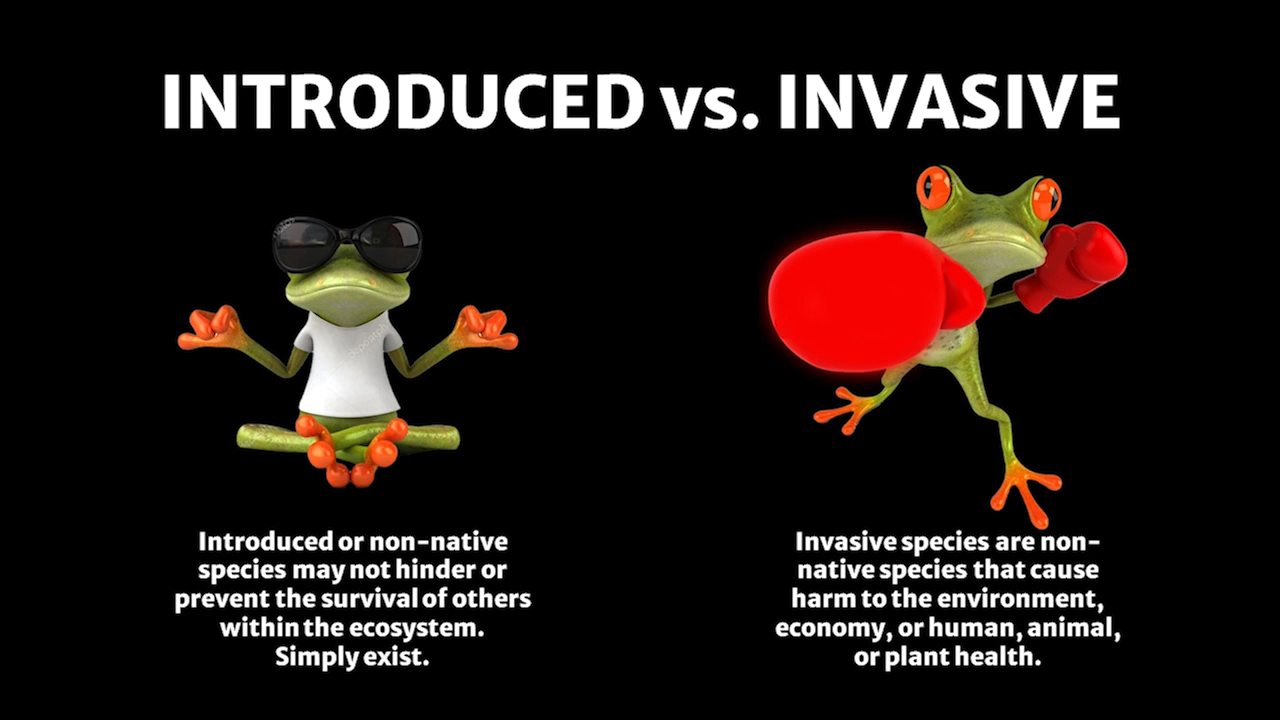 INTRODUCED vs. INVASIVE
Introduced or non-native
species may not hinder or
prevent the survival of others
within the ecosystem.
Simply exist.
Invasive species are non-
native species that cause
harm to the environment,
economy, or human, animal,
or plant health.